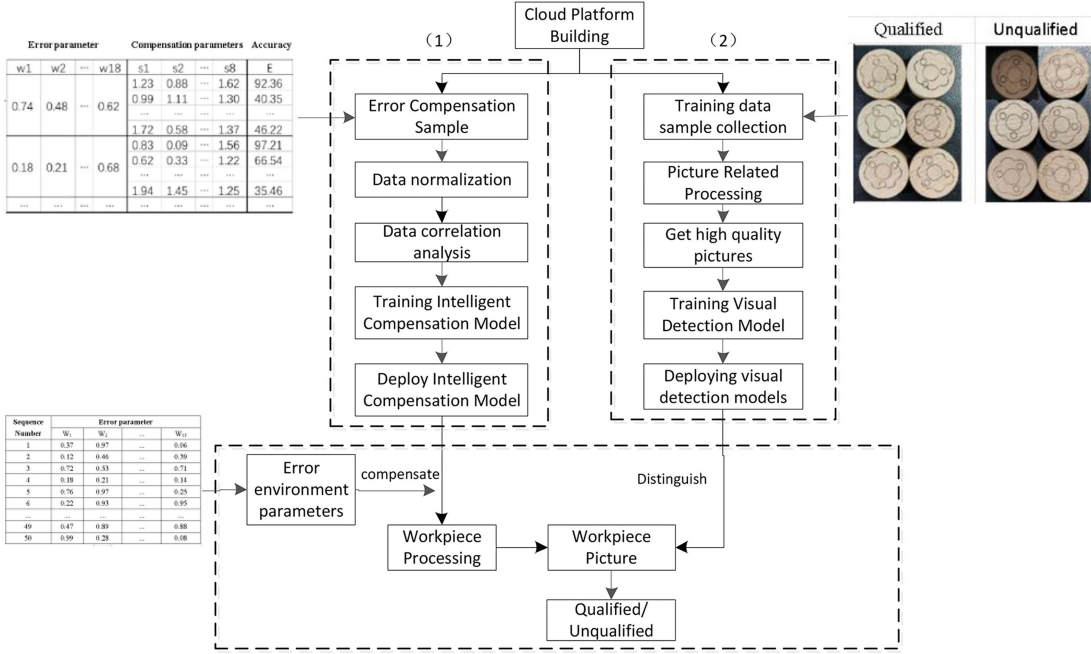 Cloud Platform
Building
（1）
（2）
Error parameter Compensation parameters Accuracy
w1 w2 ... w18 s1 s2 ... s8 E
1.23 0.88 ... 1.62 92.36
0.99 1.11 ... 1.30 40.35
0.74 0.48 ... 0.62
... ... ... ...
1.72 0.58 ... 1.37 46.22
0.83 0.09 ... 1.56 97.21
0.62 0.33 ... 1.22 66.54
0.18 0.21 ... 0.68
... ... ... ...
1.94 1.45 ... 1.25 35.46
... ... ... ... ... ... ... ... ...
Qualified Unqualified
Error Compensation
Sample
Data normalization
Data correlation
analysis
Training Intelligent
Compensation Model
Deploy Intelligent
Compensation Model
Training data
sample collection
Picture Related
Processing
Get high quality
pictures
Training Visual
Detection Model
Deploying visual
detection models
Sequence
Number
Error parameter
W1 W2 ... W18
1 0.37 0.97 ... 0.06
2 0.12 0.46 ... 0.39
3 0.72 0.53 ... 0.71
4 0.18 0.21 ... 0.14
5 0.76 0.97 ... 0.25
6 0.22 0.93 ... 0.95
... ... ... ... ...
49 0.47 0.89 ... 0.88
50 0.99 0.28 ... 0.08
Error
environment
parameters
compensate
Distinguish
Workpiece
Processing
Workpiece
Picture
Qualified/
Unqualified